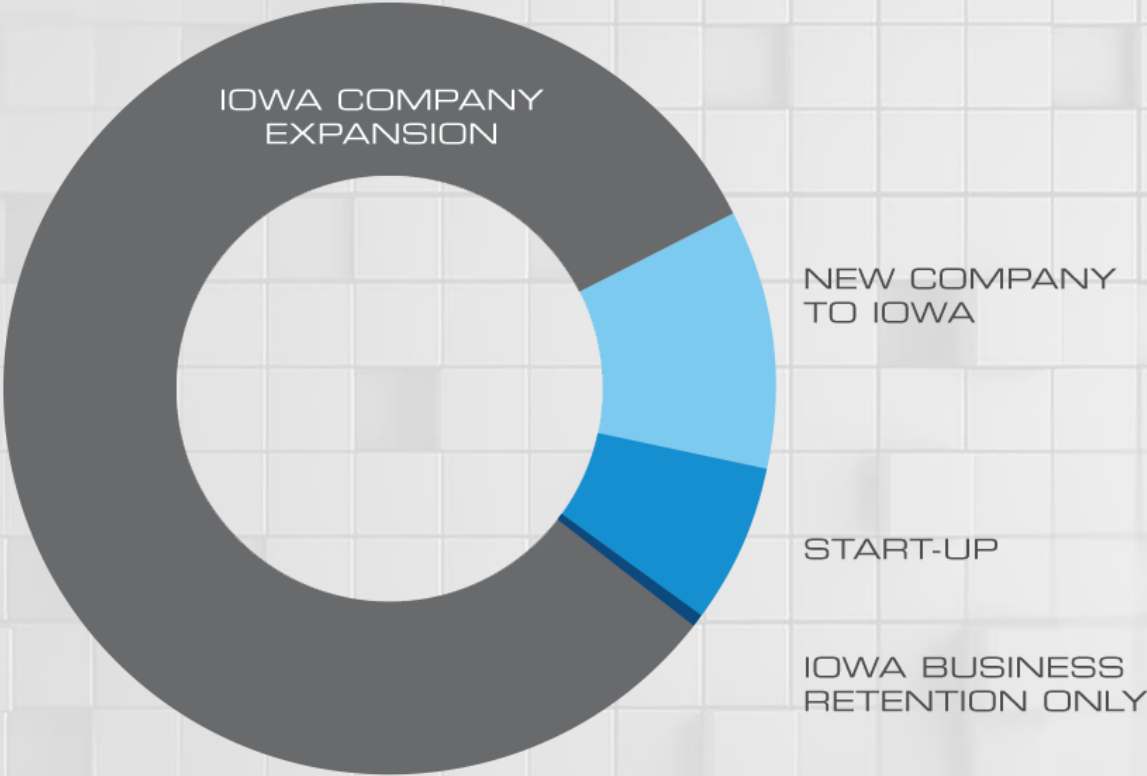 IOWA COMPANY
EXPANSION
NEW COMPANY
TO IOWA
START-UP
IOWA BUSINESS
RETENTION ONLY